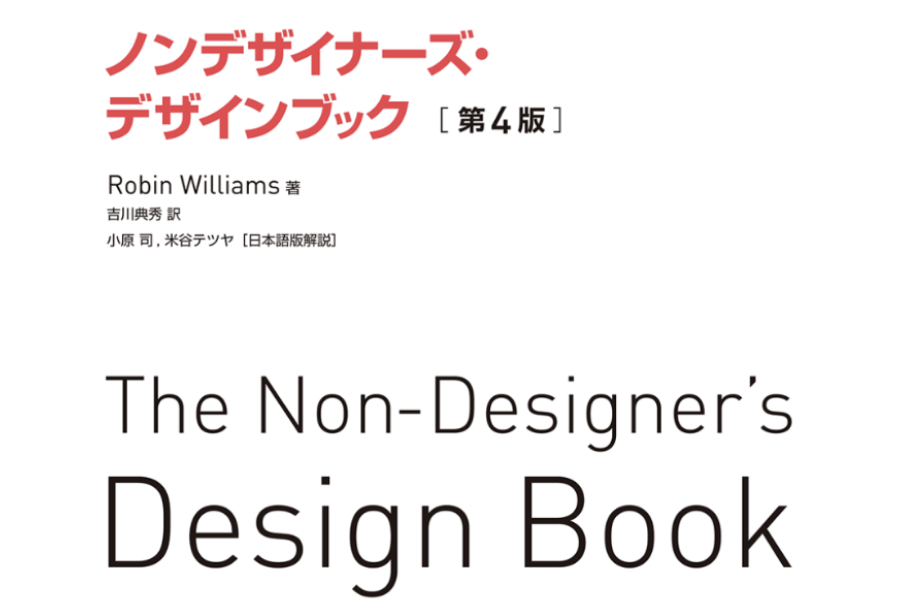 ノンデザイナーズ・
デザインブック [第4版]
Robin Williams 著
吉川典秀 訳
小原 司, 米谷テツヤ [日本語版解説]
The Non-Designer’s
Design Book